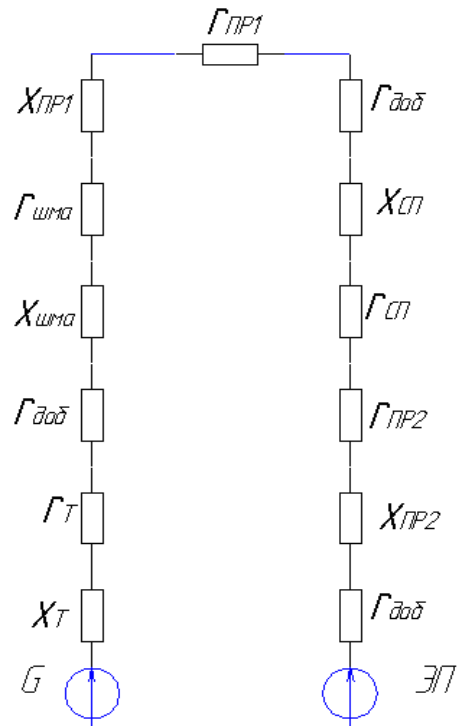 rПР1
XПР1
rдоб
rшма
XСП
Xшма
rСП
rдоб
rПР2
rТ
XПР2
XТ
rдоб
G
ЭП